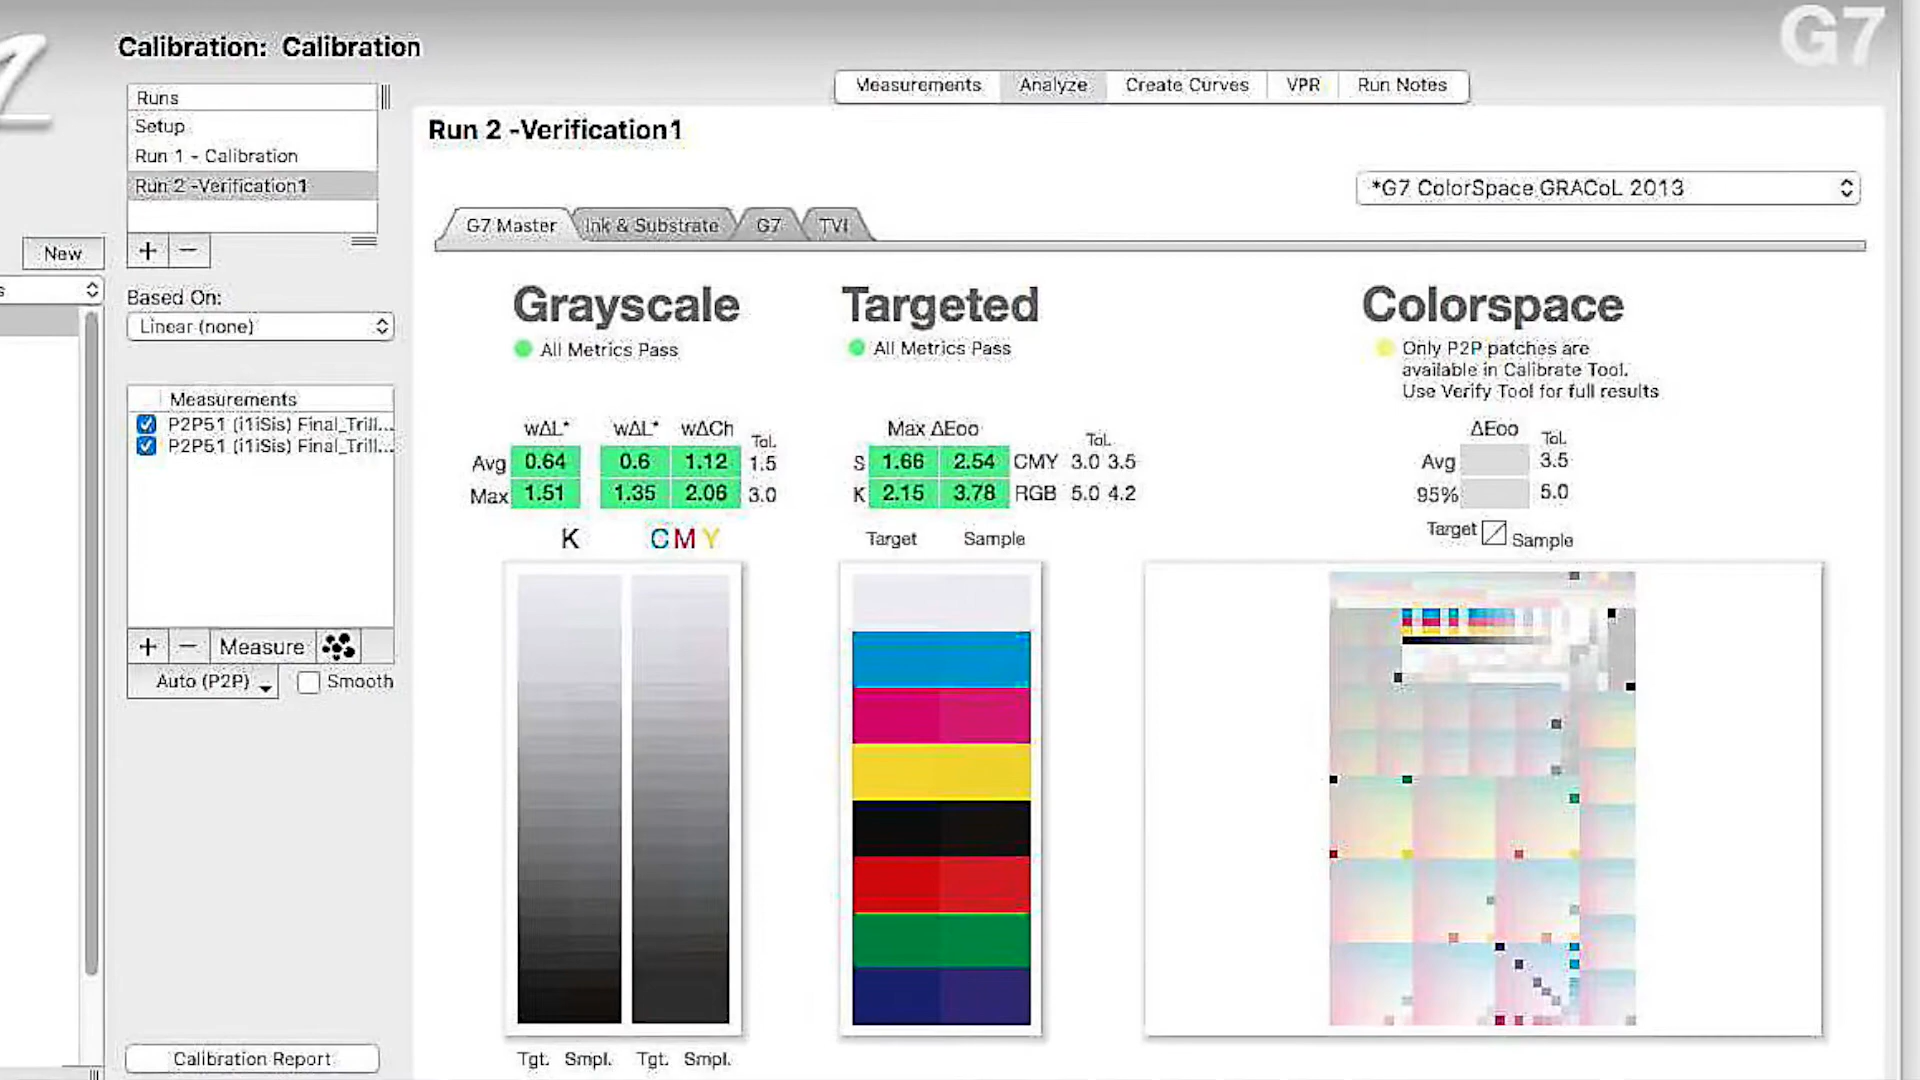 G7
Calibration: Calibration
Measurements Analyze Create Curves VPR Run Notes
Runs
Setup
Run 1 - Calibration
Run 2 -Verification1
+ −
New
s
Based On:
Linear (none)
Measurements
P2P51 (i1iSis) Final_Trill...
P2P51 (i1iSis) Final_Trill...
+ − Measure
Auto (P2P) Smooth
Calibration Report
Run 2 -Verification1
*G7 ColorSpace GRACoL 2013
G7 Master Ink & Substrate G7 TVI
Grayscale
All Metrics Pass
wΔL* wΔL* wΔCh Tol.
Avg 0.64 0.6 1.12 1.5
Max 1.51 1.35 2.06 3.0
K CMY
Tgt. Smpl. Tgt. Smpl.
Targeted
All Metrics Pass
Max ΔE00 Tol.
S 1.66 2.54 CMY 3.0 3.5
K 2.15 3.78 RGB 5.0 4.2
Target Sample
Colorspace
Only P2P patches are
available in Calibrate Tool.
Use Verify Tool for full results
ΔE00 Tol.
Avg 3.5
95% 5.0
Target Sample